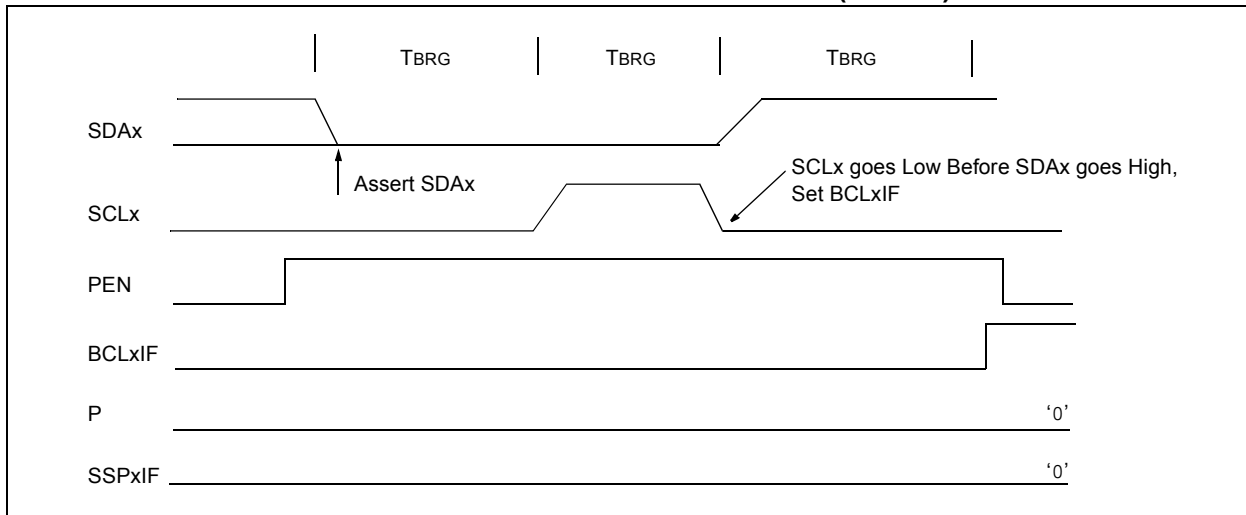 TBRG TBRG TBRG
SDAx
Assert SDAx
SCLx goes Low Before SDAx goes High,
Set BCLxIF
SCLx
PEN
BCLxIF
P '0'
SSPxIF '0'